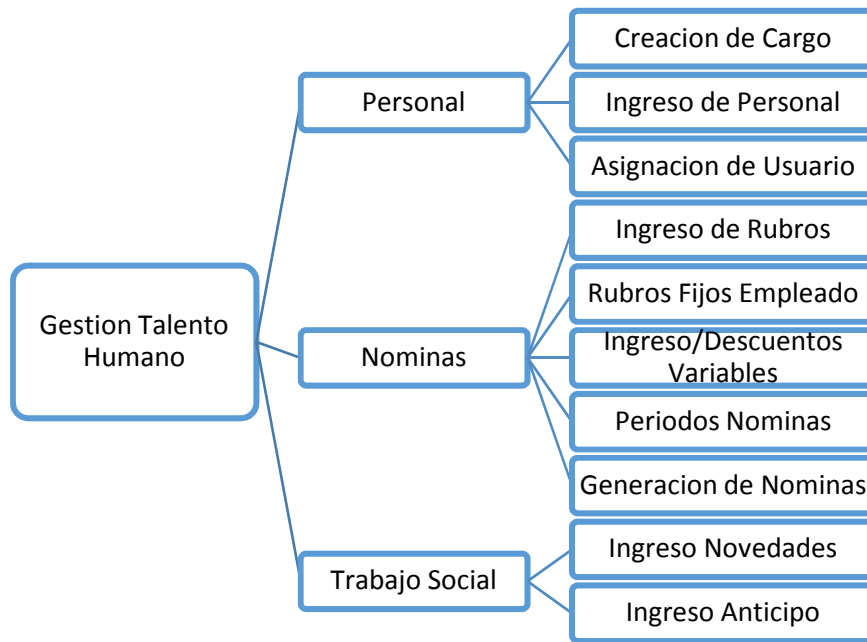 Gestion Talento
Humano
Personal
Creacion de Cargo
Ingreso de Personal
Asignacion de Usuario
Nominas
Ingreso de Rubros
Rubros Fijos Empleado
Ingreso/Descuentos
Variables
Periodos Nominas
Generacion de Nominas
Trabajo Social
Ingreso Novedades
Ingreso Anticipo